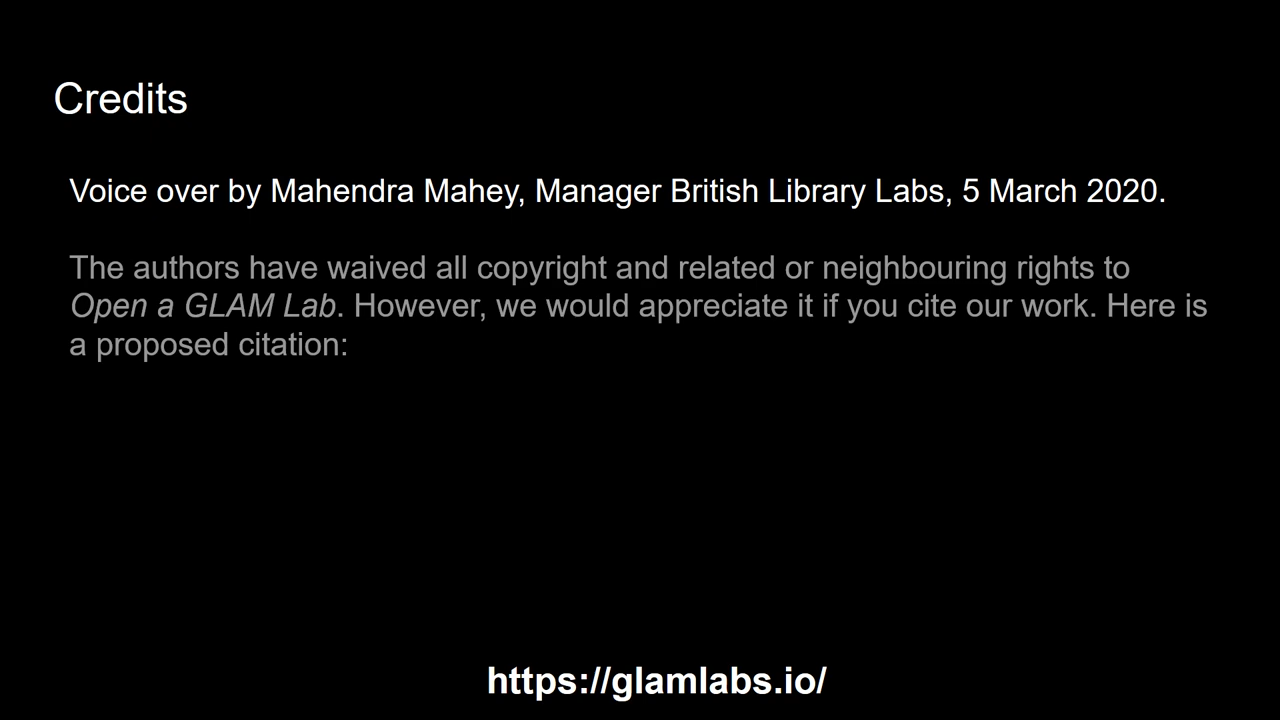 Credits
Voice over by Mahendra Mahey, Manager British Library Labs, 5 March 2020.
The authors have waived all copyright and related or neighbouring rights to
Open a GLAM Lab. However, we would appreciate it if you cite our work. Here is
a proposed citation:
https://glamlabs.io/